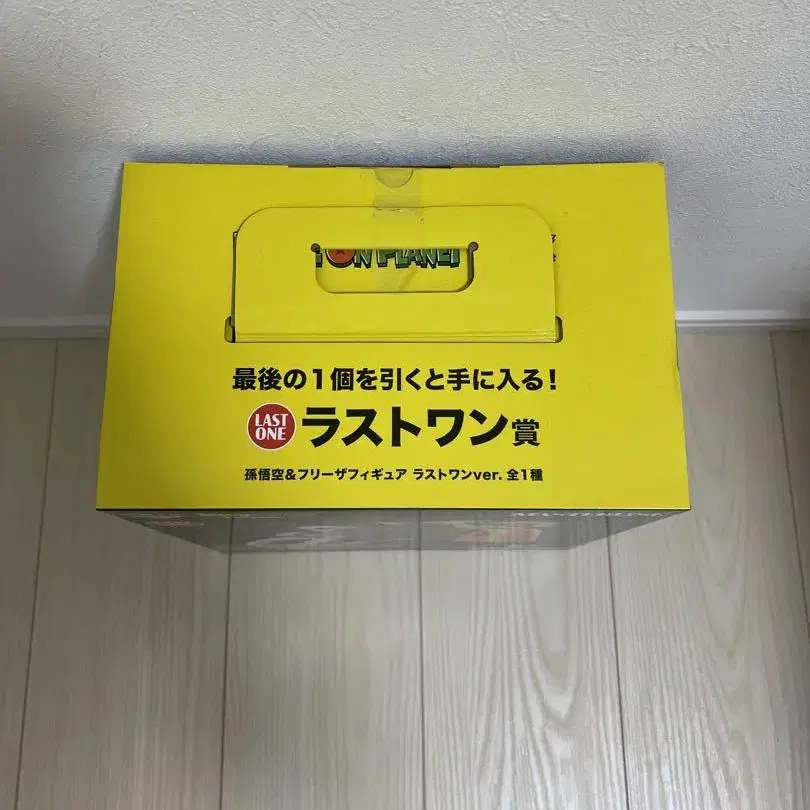 PLANET
最後の1個を引くと手に入る!
LAST
ONE
ラストワン賞
孫悟空&フリーザフィギュア ラストワンver. 全1種